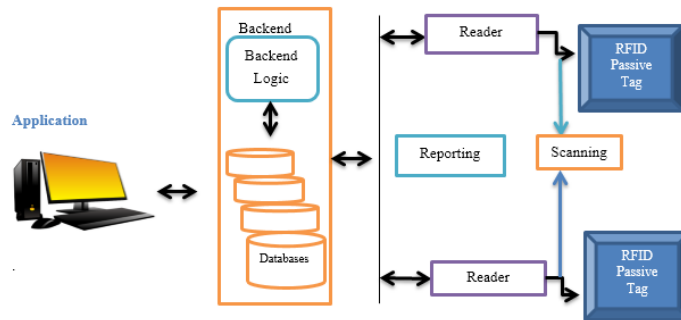 Application
Backend
Backend
Logic
Databases
Reader
RFID
Passive
Tag
Reporting
Scanning
Reader
RFID
Passive
Tag
.